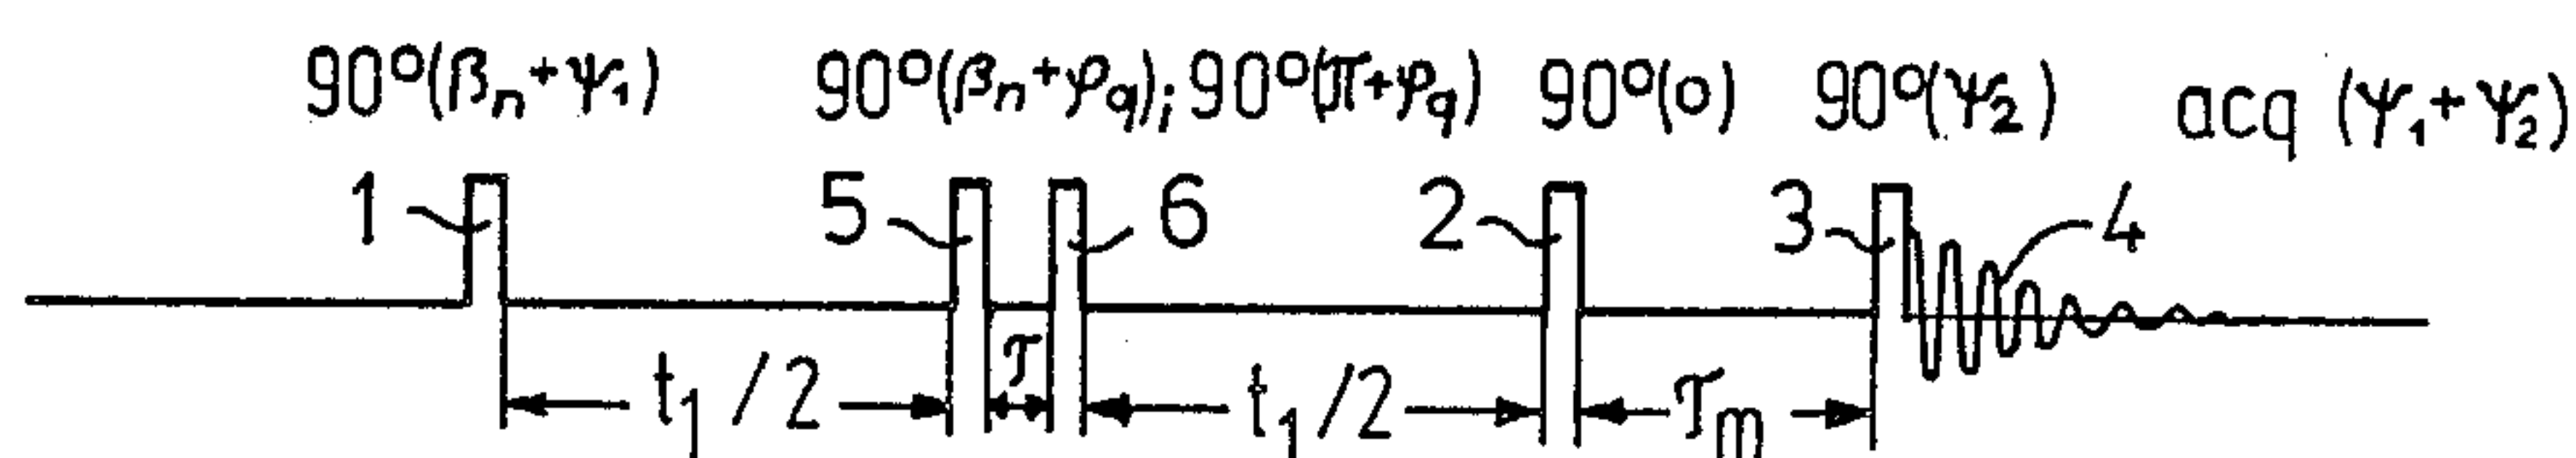 90°(βn+ψ1) 90°(βn+φq); 90°(π+φq) 90°(0) 90°(ψ2) acq (ψ1+ψ2)
1 5 6 2 3 4
t1/2 τ t1/2 τm